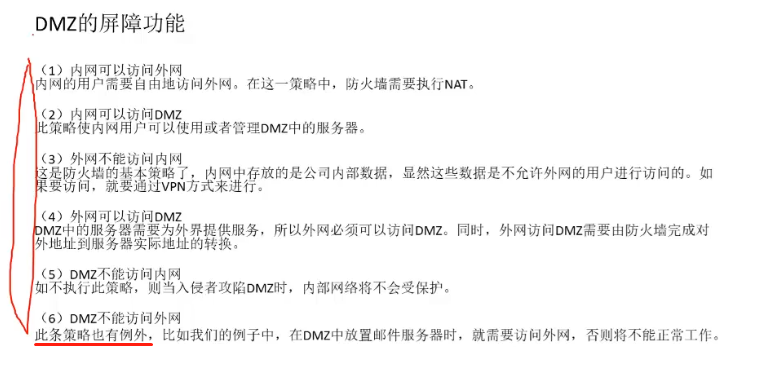 DMZ的屏障功能
（1）内网可以访问外网
内网的用户需要自由地访问外网。在这一策略中，防火墙需要执行NAT。
（2）内网可以访问DMZ
此策略使内网用户可以使用或者管理DMZ中的服务器。
（3）外网不能访问内网
这是防火墙的基本策略了，内网中存放的是公司内部数据，显然这些数据是不允许外网的用户进行访问的。如
果要访问，就要通过VPN方式来进行。
（4）外网可以访问DMZ
DMZ中的服务器需要为外界提供服务，所以外网必须可以访问DMZ。同时，外网访问DMZ需要由防火墙完成对
外地址到服务器实际地址的转换。
（5）DMZ不能访问内网
如不执行此策略，则当入侵者攻陷DMZ时，内部网络将不会受保护。
（6）DMZ不能访问外网
此条策略也有例外，比如我们的例子中，在DMZ中放置邮件服务器时，就需要访问外网，否则将不能正常工作。